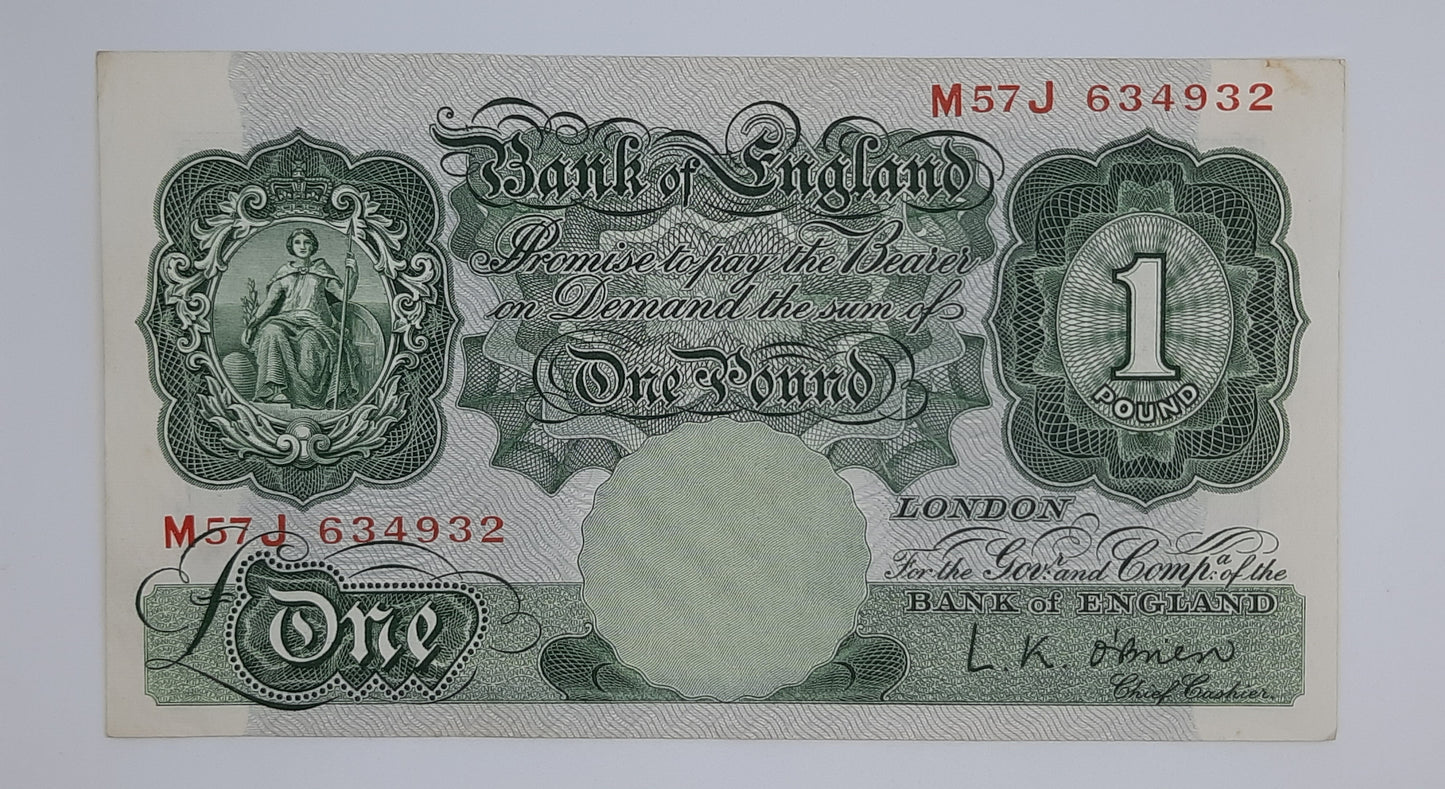 M57J 634932
Bank of England
Promise to pay the Bearer
on Demand the sum of
One Pound
1
POUND
M57J 634932
LONDON
For the Govr. and Compa. of the
BANK of ENGLAND
£One
L. K. O'Brien
Chief Cashier.